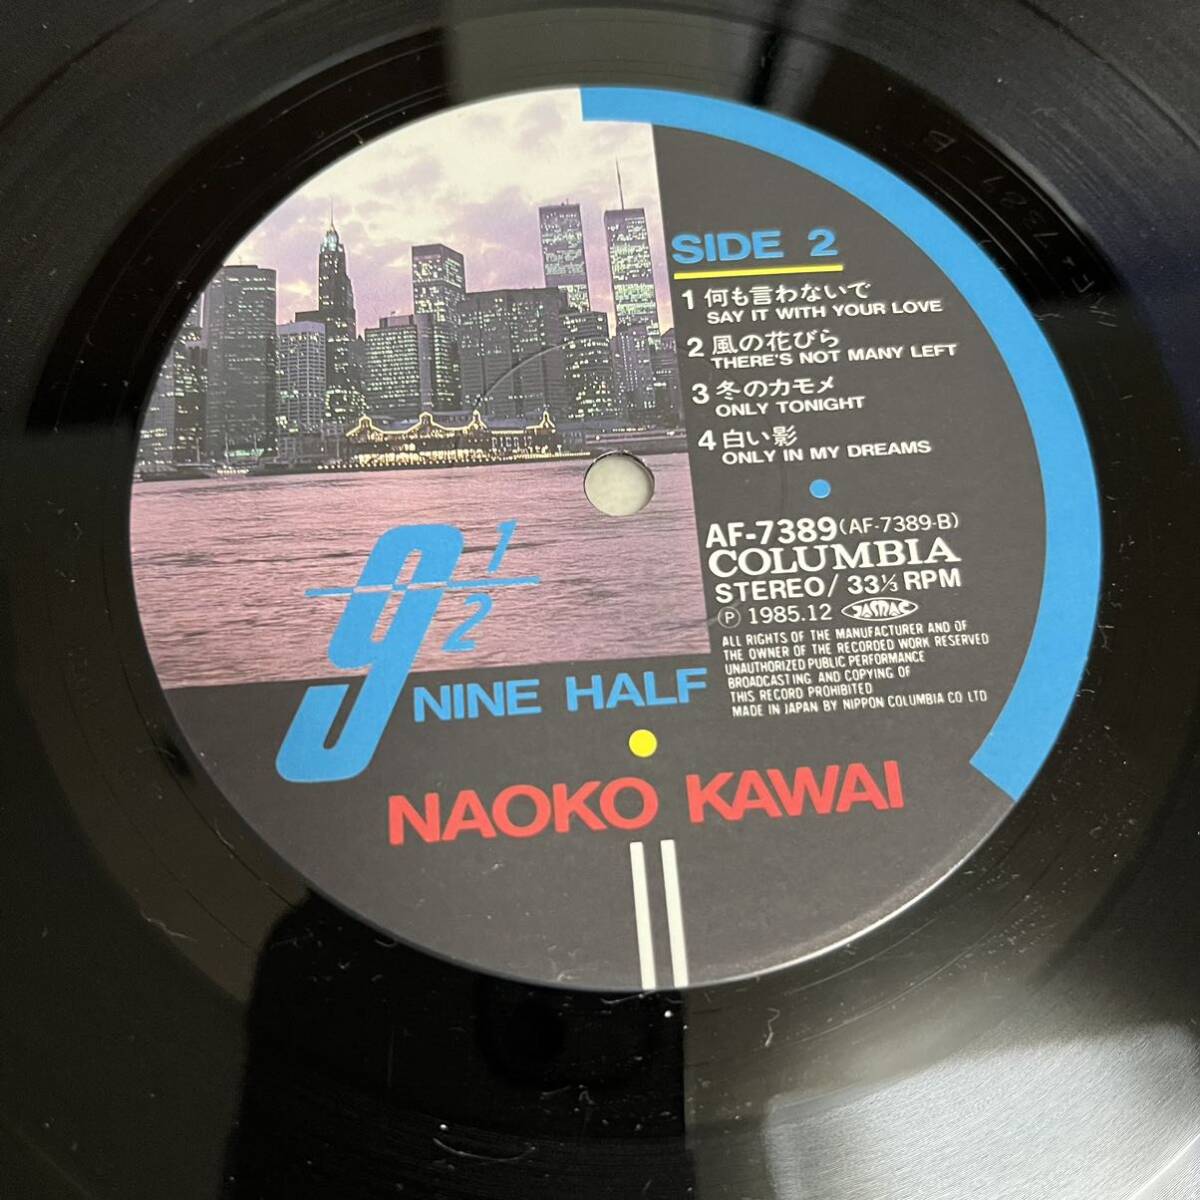 SIDE 2
1 何も言わないで
SAY IT WITH YOUR LOVE
2 風の花びら
THERE'S NOT MANY LEFT
3 冬のカモメ
ONLY TONIGHT
4 白い影
ONLY IN MY DREAMS
AF-7389(AF-7389-B)
COLUMBIA
STEREO/ 33⅓ RPM
Ⓟ 1985.12 JASRAC
ALL RIGHTS OF THE MANUFACTURER AND OF
THE OWNER OF THE RECORDED WORK RESERVED
UNAUTHORIZED PUBLIC PERFORMANCE
BROADCASTING AND COPYING OF
THIS RECORD PROHIBITED
MADE IN JAPAN BY NIPPON COLUMBIA CO LTD
9 1/2
NINE HALF
NAOKO KAWAI